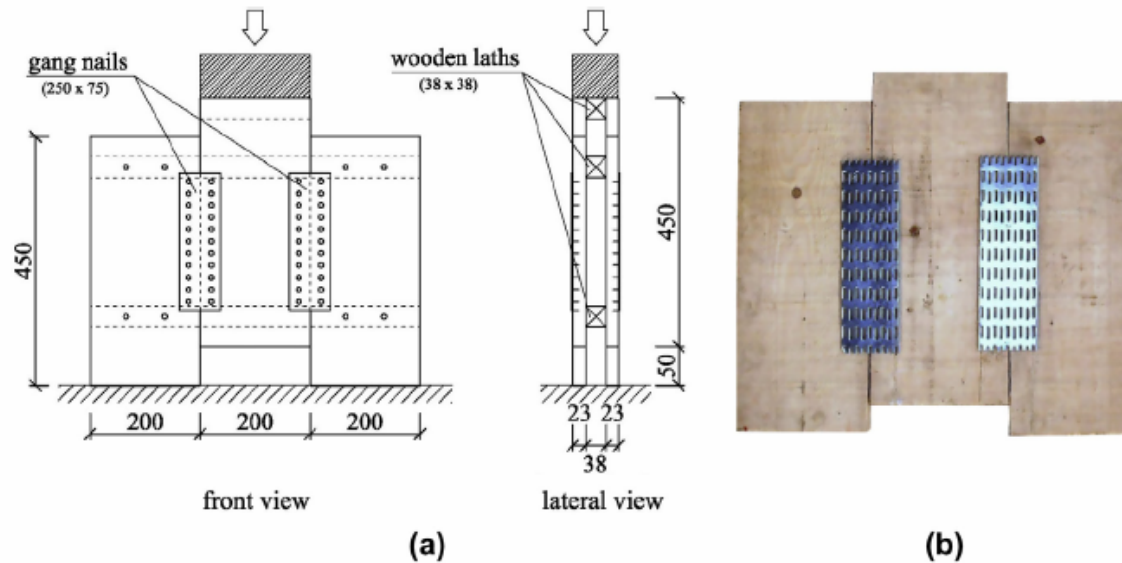 gang nails
(250 x 75)
wooden laths
(38 x 38)
450
200
200
200
front view
450
50
23
23
38
lateral view
(a)
(b)